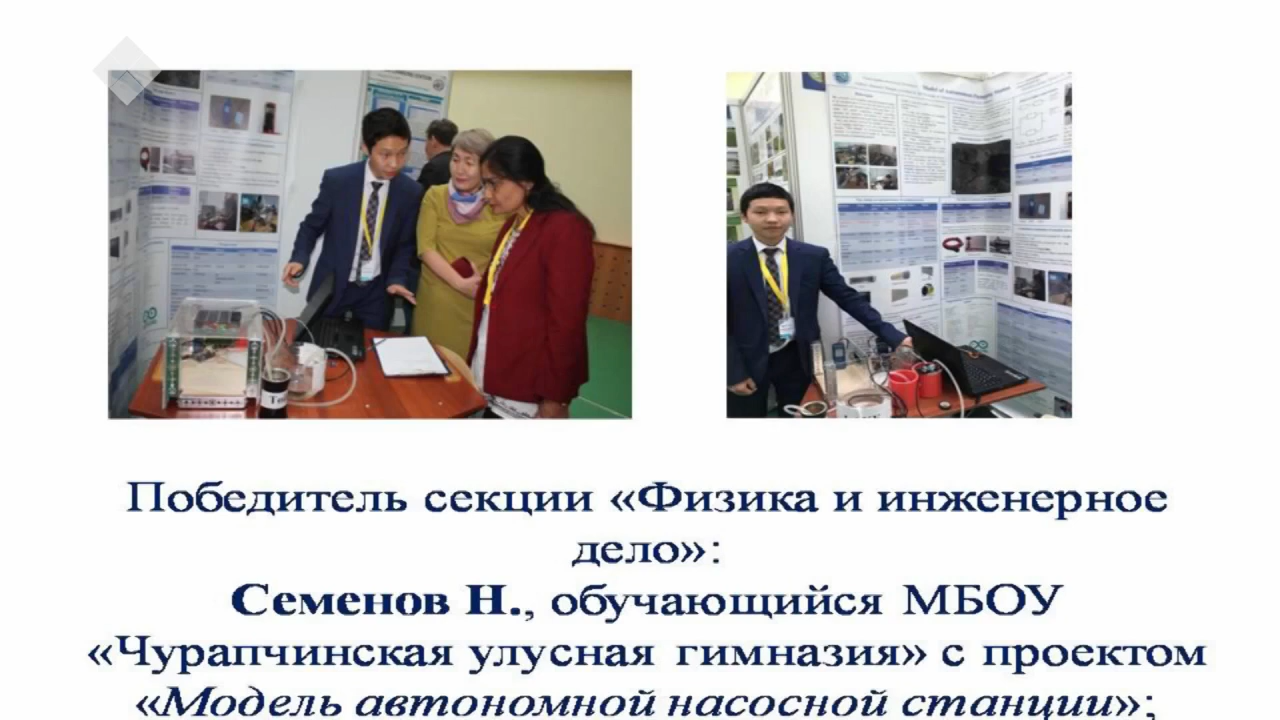 Победитель секции «Физика и инженерное
дело»:
Семенов Н., обучающийся МБОУ
«Чурапчинская улусная гимназия» с проектом
«Модель автономной насосной станции»;